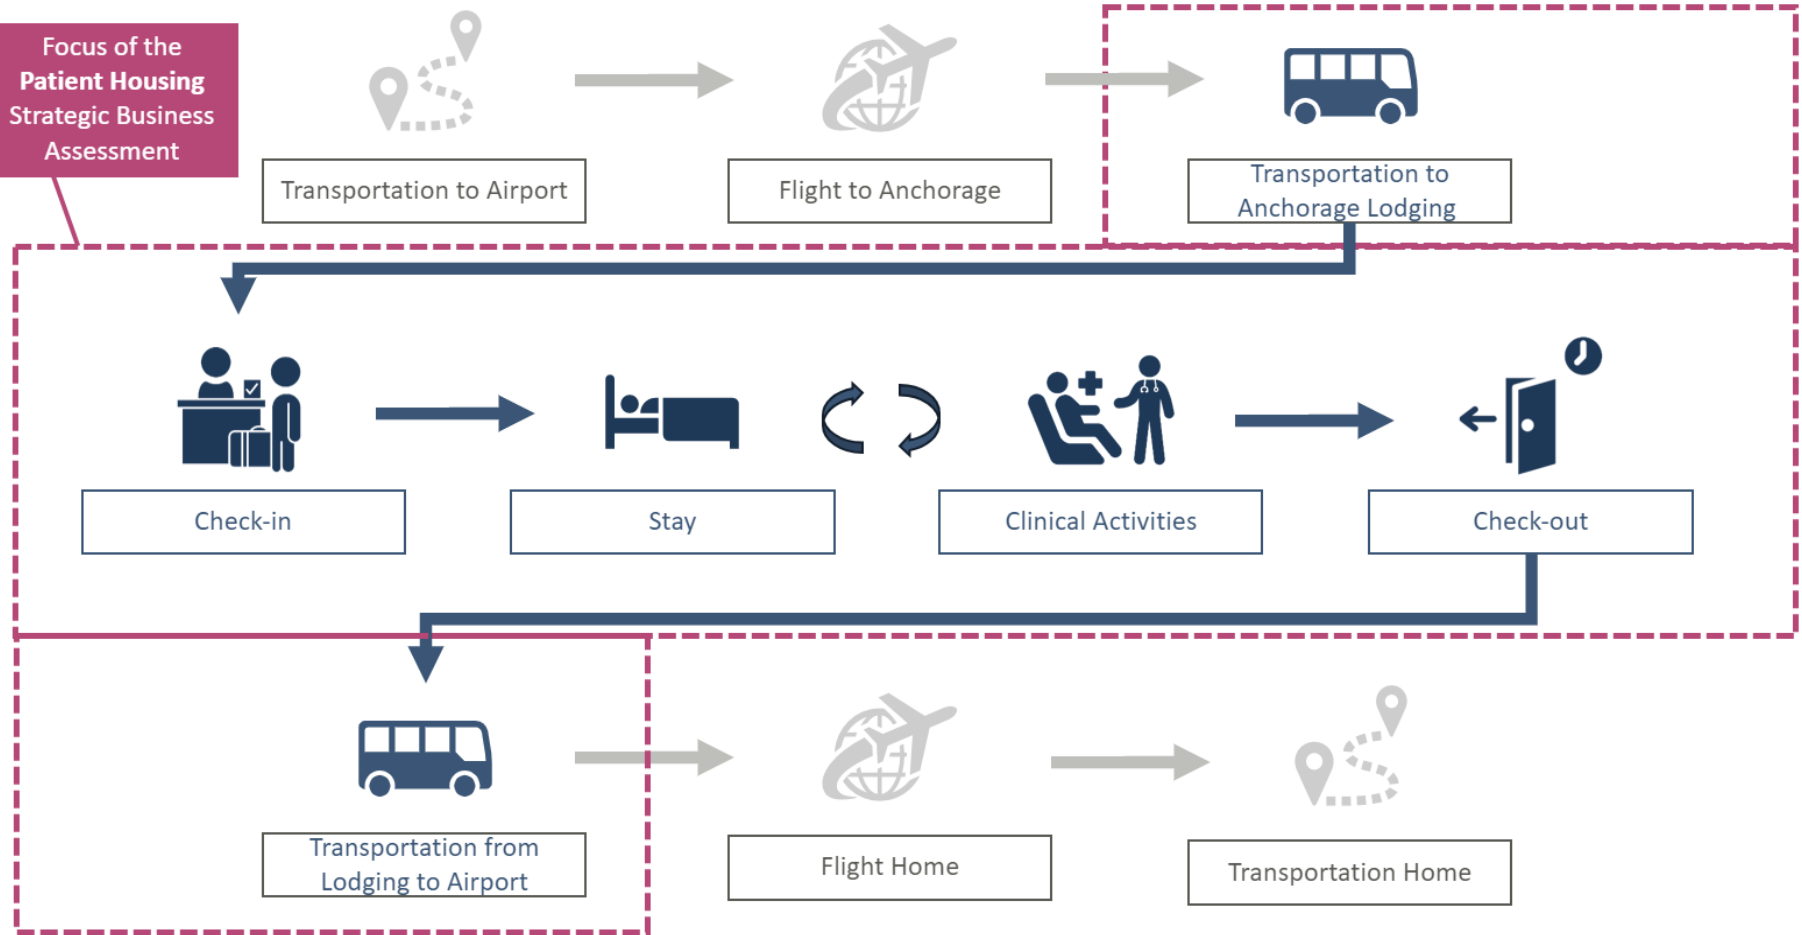 Focus of the
Patient Housing
Strategic Business
Assessment
Transportation to Airport
Flight to Anchorage
Transportation to
Anchorage Lodging
Check-in
Stay
Clinical Activities
Check-out
Transportation from
Lodging to Airport
Flight Home
Transportation Home